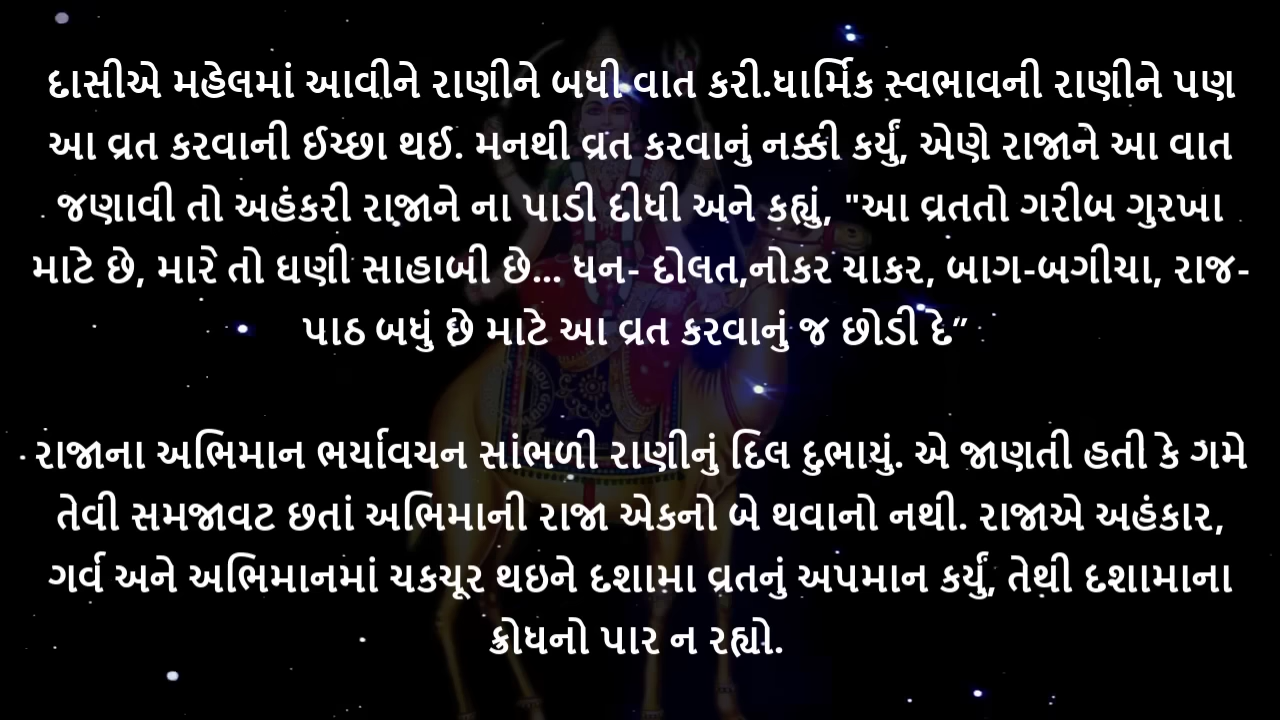 દાસીએ મહેલમાં આવીને રાણીને બધી વાત કરી.ધાર્મિક સ્વભાવની રાણીને પણ
આ વ્રત કરવાની ઈચ્છા થઈ. મનથી વ્રત કરવાનું નક્કી કર્યું, એણે રાજાને આ વાત
જણાવી તો અહંકરી રાજાને ના પાડી દીધી અને કહ્યું, "આ વ્રતતો ગરીબ ગુરખા
માટે છે, મારે તો ઘણી સાહાબી છે... ધન- દોલત,નોકર ચાકર, બાગ-બગીચા, રાજ-
પાઠ બધું છે માટે આ વ્રત કરવાનું જ છોડી દે”
રાજાના અભિમાન ભર્યાવચન સાંભળી રાણીનું દિલ દુભાયું. એ જાણતી હતી કે ગમે
તેવી સમજાવટ છતાં અભિમાની રાજા એકનો બે થવાનો નથી. રાજાએ અહંકાર,
ગર્વ અને અભિમાનમાં ચકચૂર થઇને દશામા વ્રતનું અપમાન કર્યું, તેથી દશામાના
ક્રોધનો પાર ન રહ્યો.